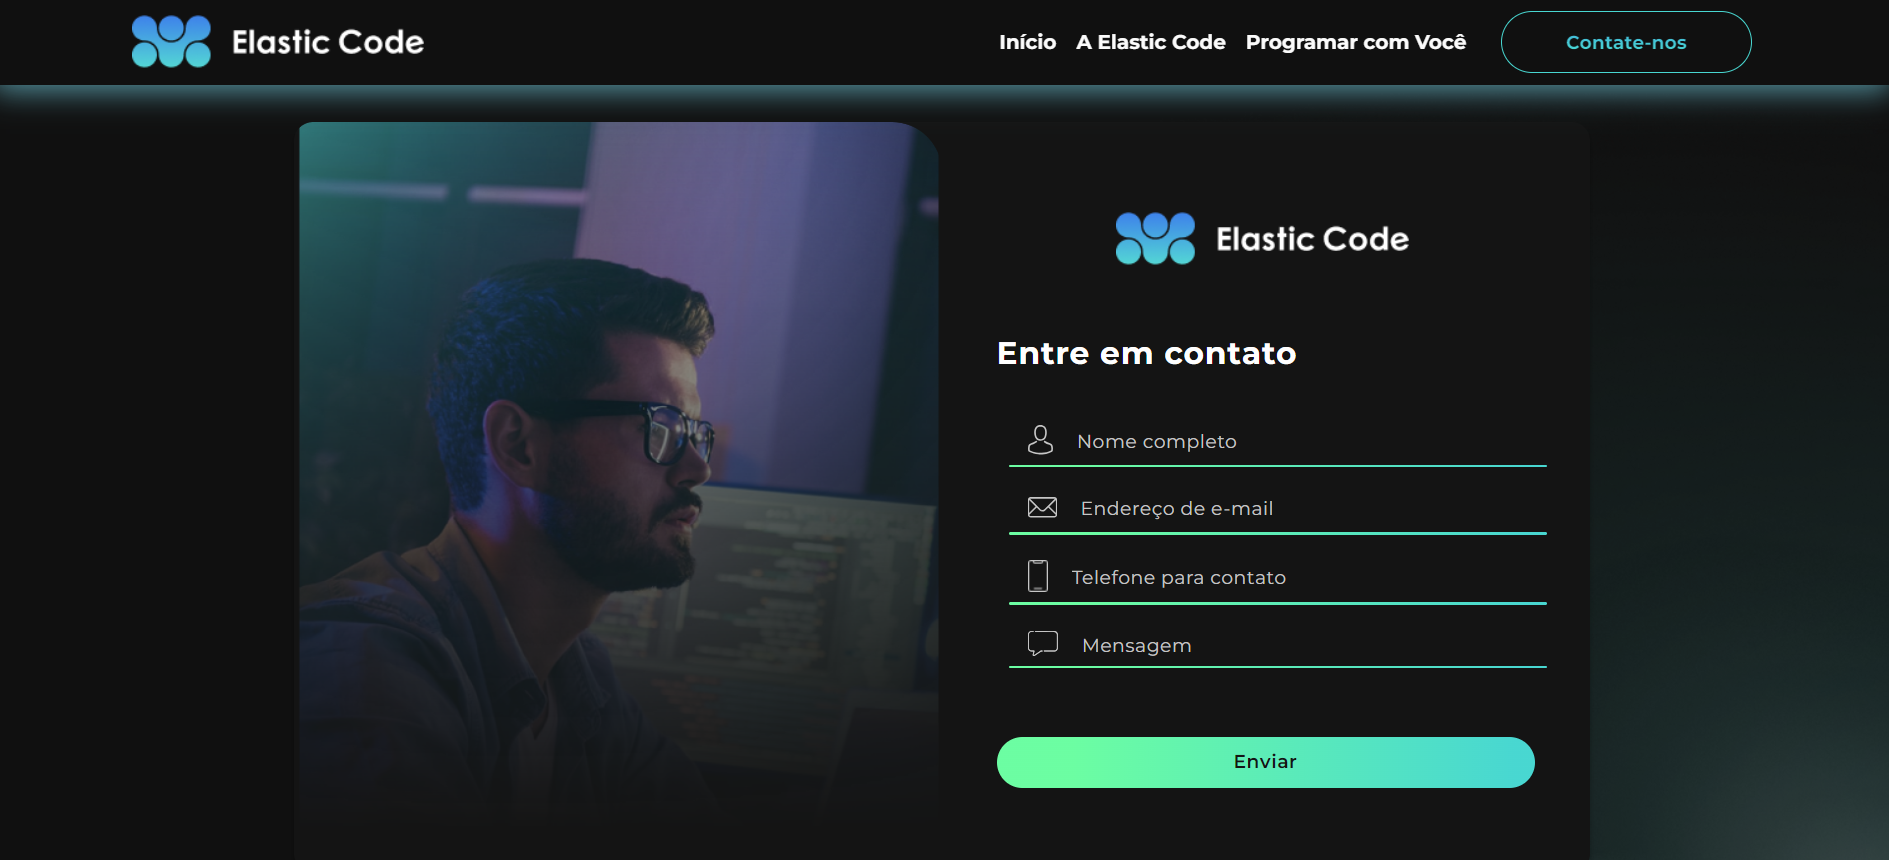 Elastic Code
Início A Elastic Code Programar com Você Contate-nos
Elastic Code
Entre em contato
Nome completo
Endereço de e-mail
Telefone para contato
Mensagem
Enviar